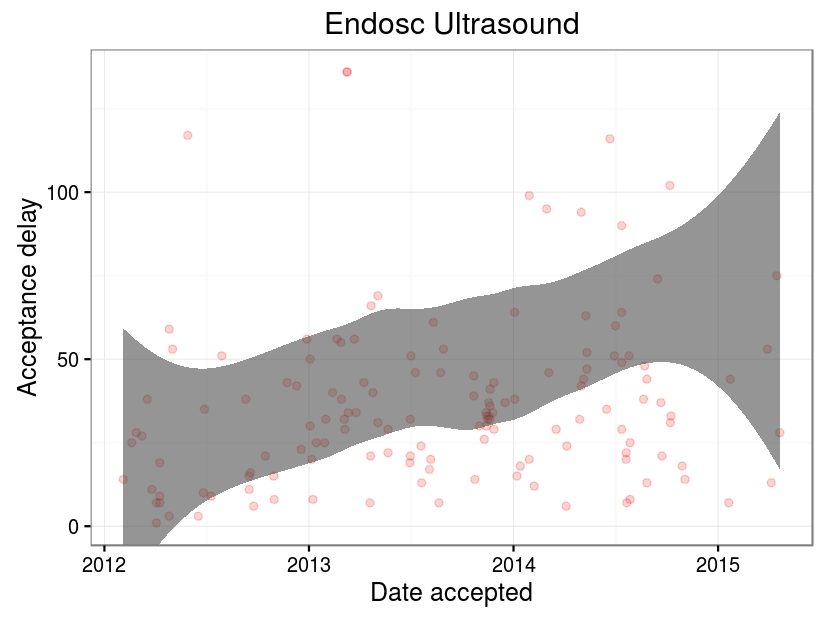 Endosc Ultrasound
Acceptance delay
100
50
0
2012 2013 2014 2015
Date accepted